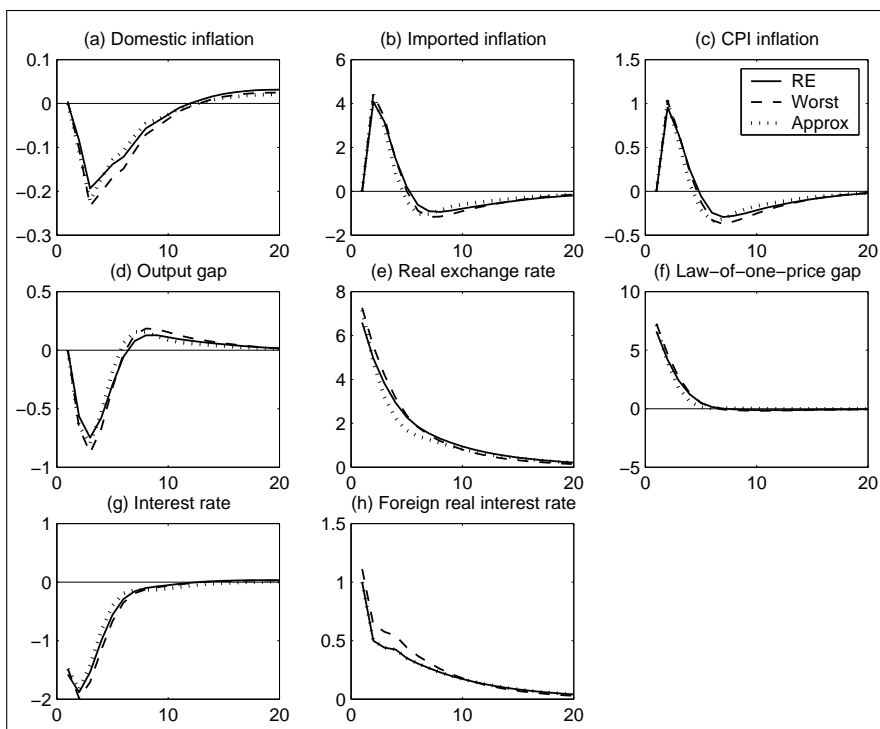 (a) Domestic inflation
0.1
0
−0.1
−0.2
−0.3
0 10 20
(b) Imported inflation
6
4
2
0
−2
0 10 20
(c) CPI inflation
1.5
1
0.5
0
−0.5
0 10 20
RE
Worst
Approx
(d) Output gap
0.5
0
−0.5
−1
0 10 20
(e) Real exchange rate
8
6
4
2
0
0 10 20
(f) Law−of−one−price gap
10
5
0
−5
0 10 20
(g) Interest rate
1
0
−1
−2
0 10 20
(h) Foreign real interest rate
1.5
1
0.5
0
0 10 20